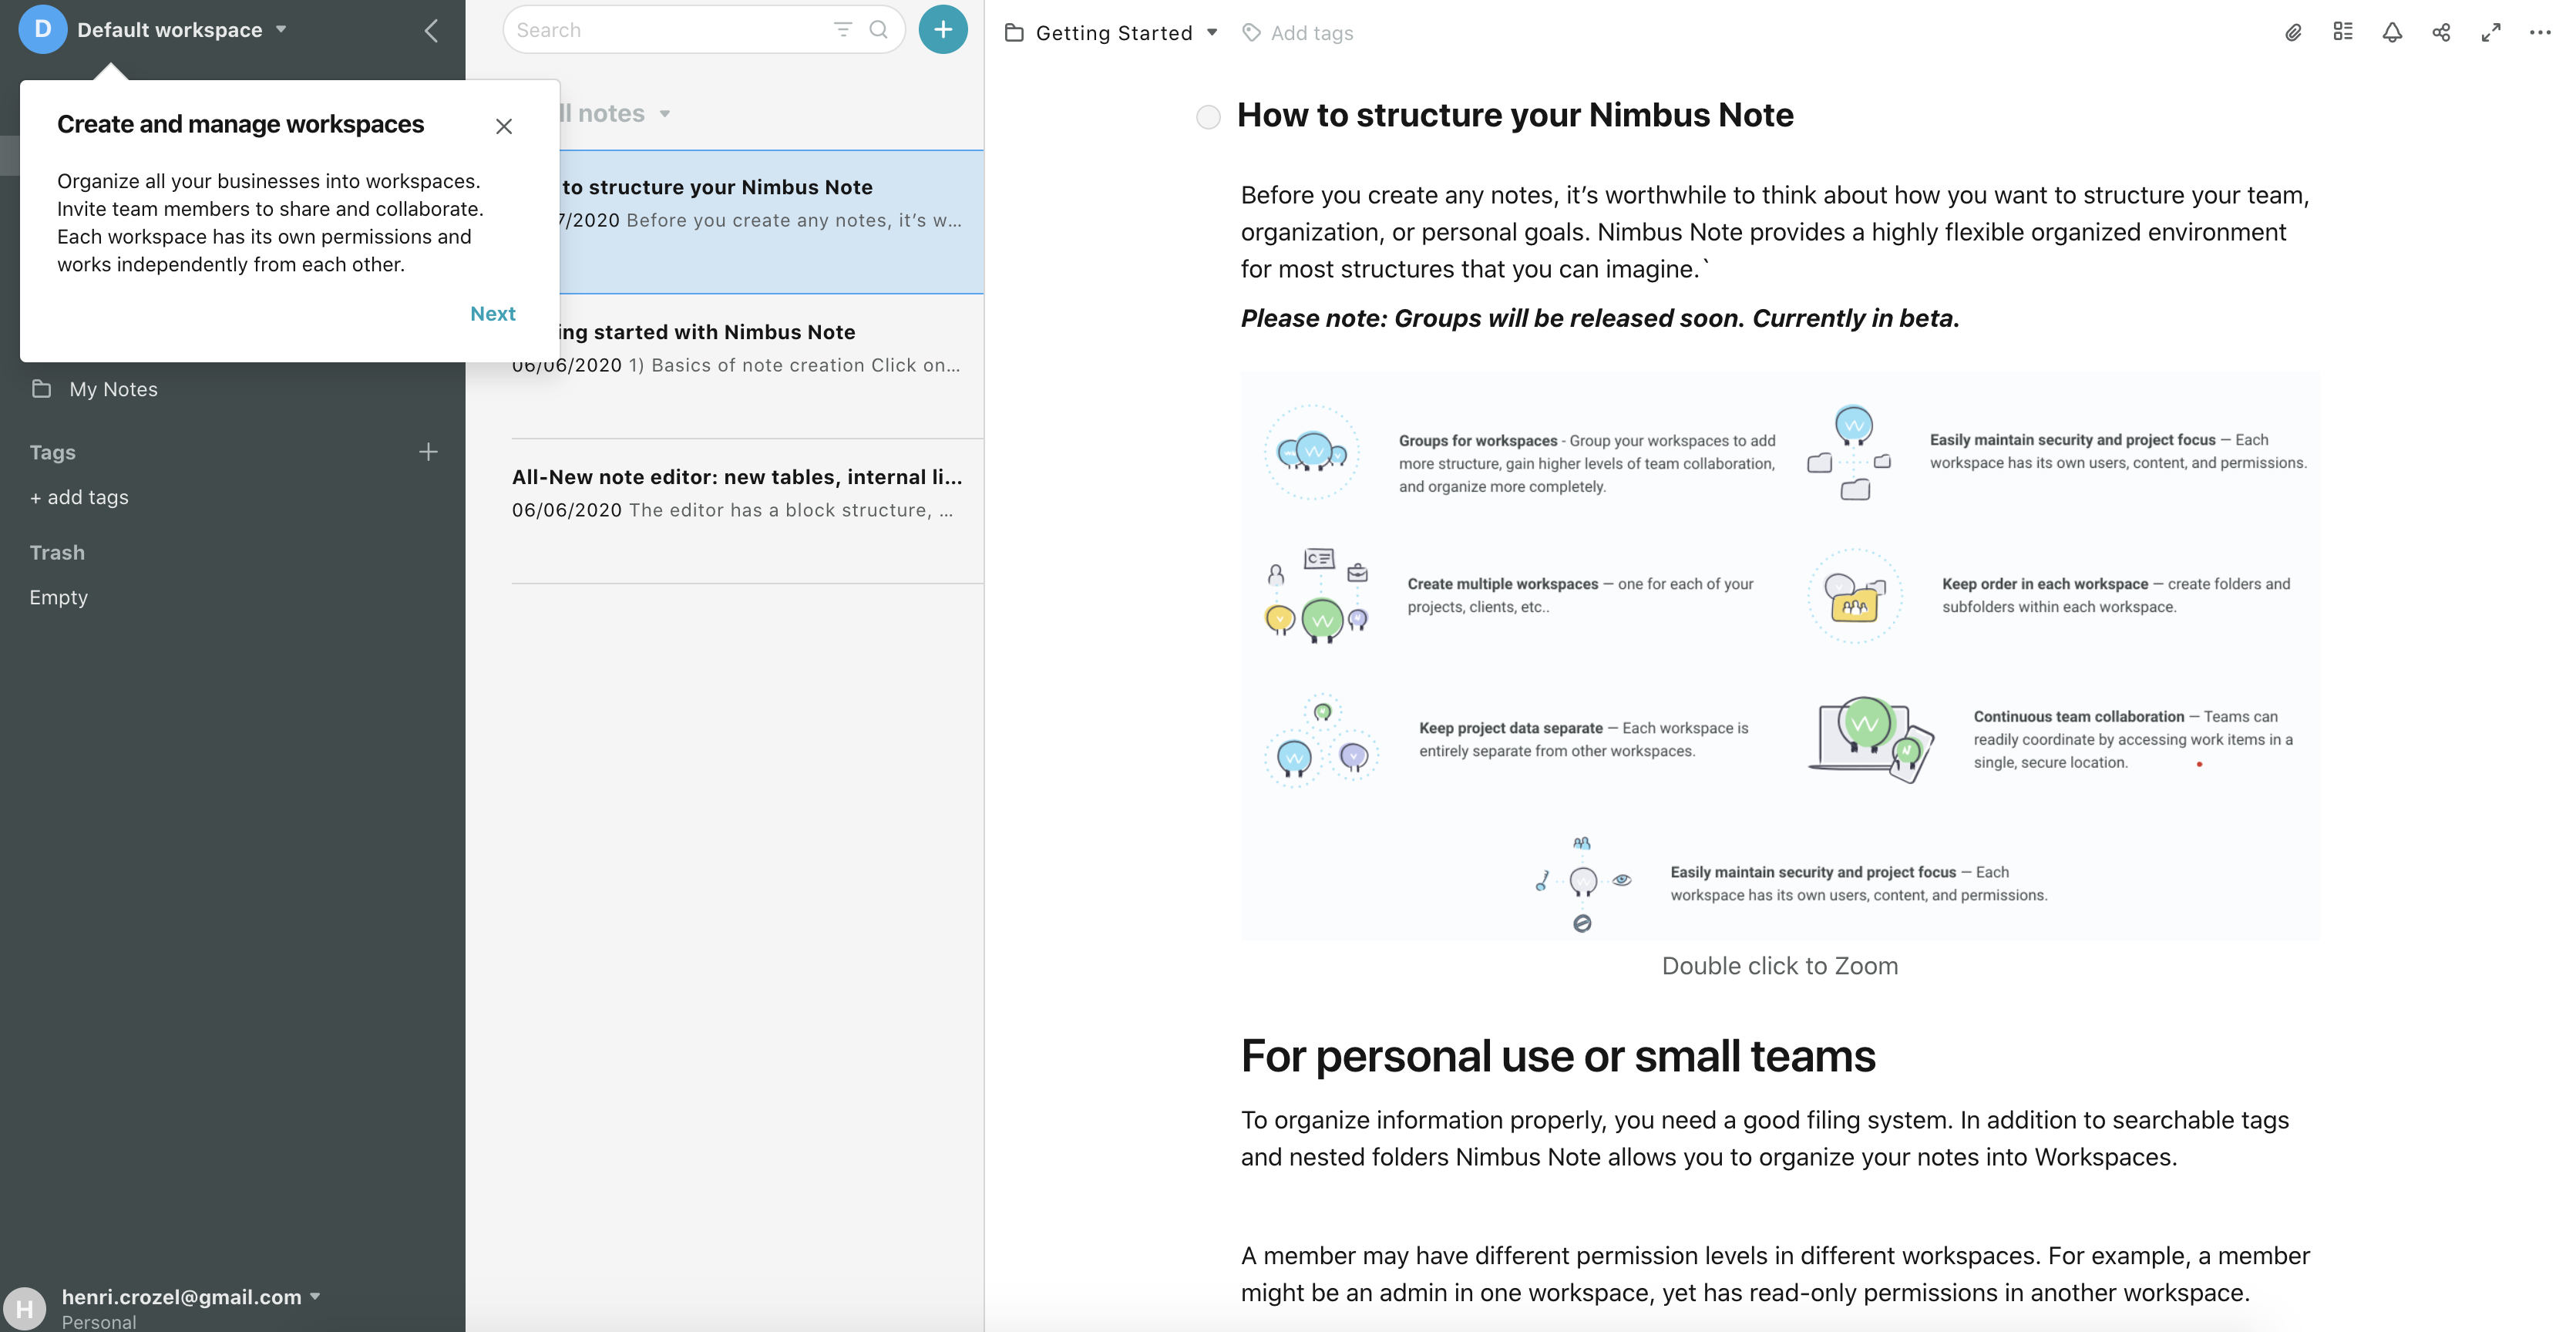 D Default workspace
Create and manage workspaces
Organize all your businesses into workspaces.
Invite team members to share and collaborate.
Each workspace has its own permissions and
works independently from each other.
Next
My Notes
Tags
+ add tags
Trash
Empty
H henri.crozel@gmail.com
Personal
Search
ll notes
to structure your Nimbus Note
7/2020 Before you create any notes, it’s w...
ing started with Nimbus Note
06/06/2020 1) Basics of note creation Click on...
All-New note editor: new tables, internal li...
06/06/2020 The editor has a block structure, ...
Getting Started Add tags
How to structure your Nimbus Note
Before you create any notes, it’s worthwhile to think about how you want to structure your team,
organization, or personal goals. Nimbus Note provides a highly flexible organized environment
for most structures that you can imagine.`
Please note: Groups will be released soon. Currently in beta.
Groups for workspaces - Group your workspaces to add
more structure, gain higher levels of team collaboration,
and organize more completely.
Easily maintain security and project focus — Each
workspace has its own users, content, and permissions.
Create multiple workspaces — one for each of your
projects, clients, etc..
Keep order in each workspace — create folders and
subfolders within each workspace.
Keep project data separate — Each workspace is
entirely separate from other workspaces.
Continuous team collaboration — Teams can
readily coordinate by accessing work items in a
single, secure location.
Easily maintain security and project focus — Each
workspace has its own users, content, and permissions.
Double click to Zoom
For personal use or small teams
To organize information properly, you need a good filing system. In addition to searchable tags
and nested folders Nimbus Note allows you to organize your notes into Workspaces.
A member may have different permission levels in different workspaces. For example, a member
might be an admin in one workspace, yet has read-only permissions in another workspace.